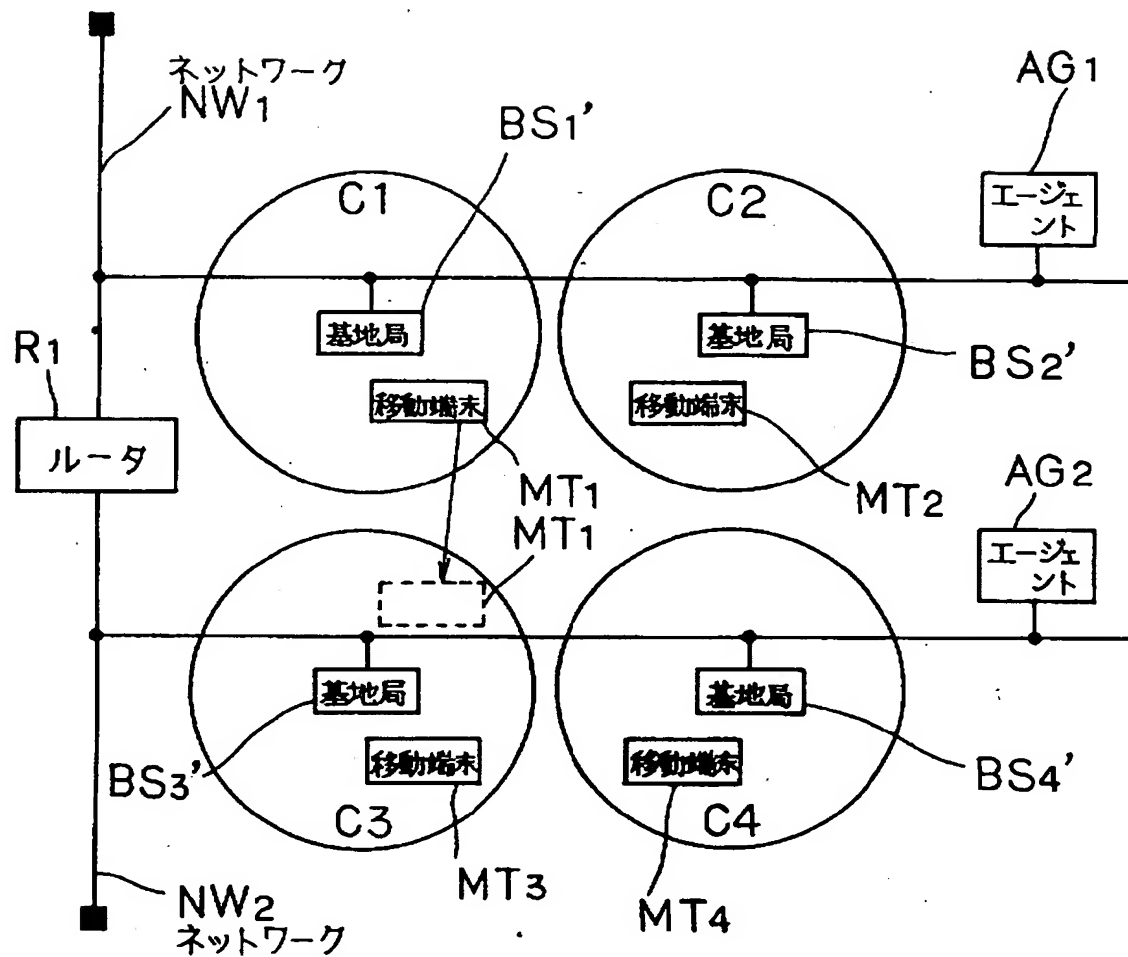 ネットワーク
NW1
BS1'
AG1
エージェ
ント
C1
C2
基地局
基地局
R1
BS2'
移動端末
移動端末
ルータ
MT1
MT2
AG2
MT1
エージェ
ント
基地局
基地局
移動端末
移動端末
BS3'
BS4'
C3
C4
MT3
MT4
NW2
ネットワーク